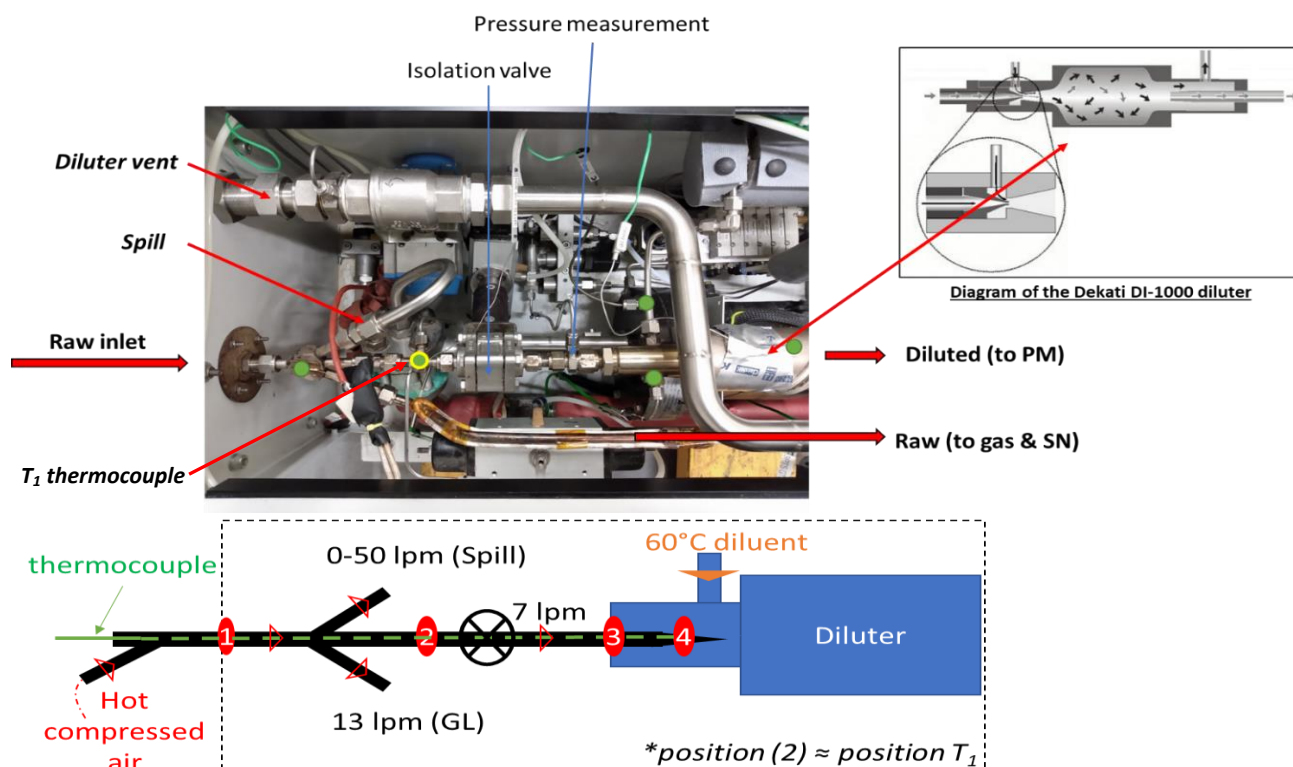 Pressure measurement
Isolation valve
Diluter vent
Spill
Raw inlet
T₁ thermocouple
Diagram of the Dekati DI-1000 diluter
Diluted (to PM)
Raw (to gas & SN)
thermocouple
0-50 lpm (Spill)
60°C diluent
7 lpm
1
2
3
4
Diluter
Hot
compressed
air
13 lpm (GL)
*position (2) ≈ position T₁